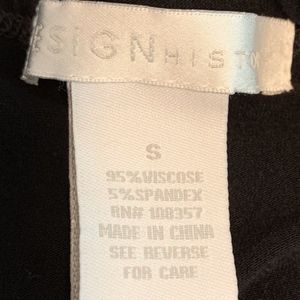 SIGNHISTO
S
95%VISCOSE
5%SPANDEX
RN# 108357
MADE IN CHINA
SEE REVERSE
FOR CARE